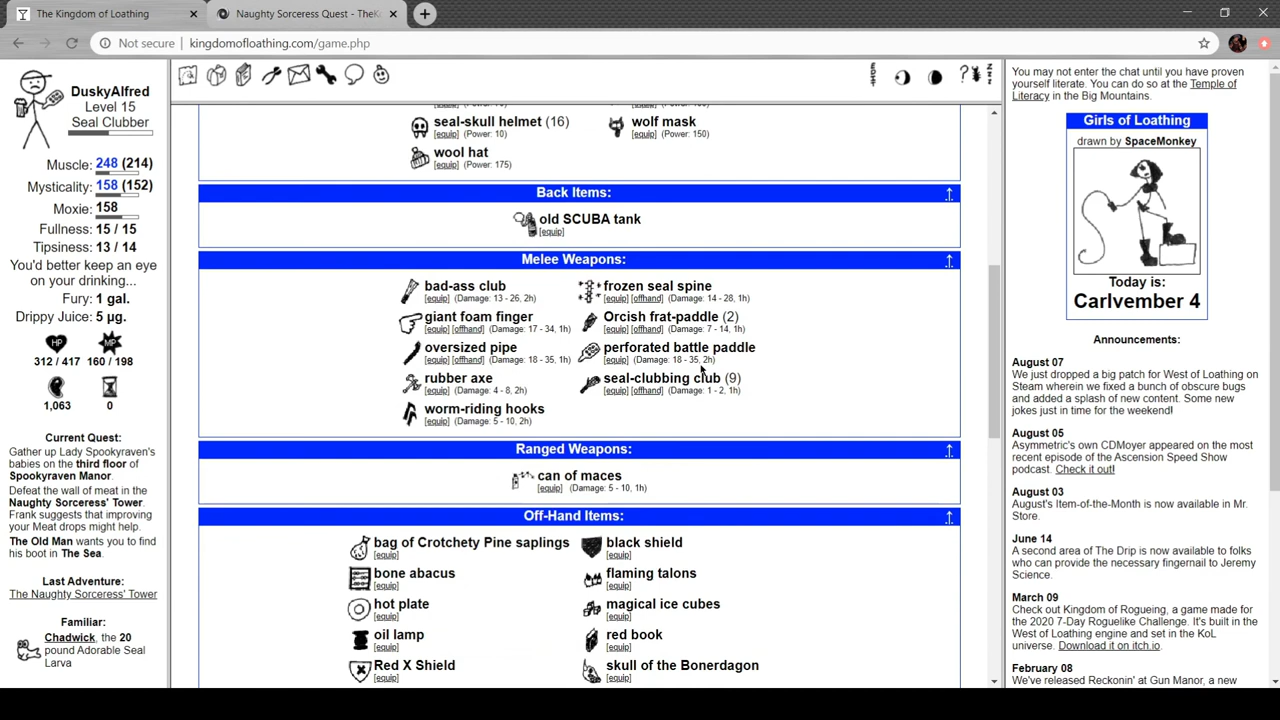 The Kingdom of Loathing
Naughty Sorceress Quest - TheKi
Not secure | kingdomofloathing.com/game.php
DuskyAlfred
Level 15
Seal Clubber
Muscle: 248 (214)
Mysticality: 158 (152)
Moxie: 158
Fullness: 15 / 15
Tipsiness: 13 / 14
You'd better keep an eye
on your drinking...
Fury: 1 gal.
Drippy Juice: 5 µg.
HP
MP
312 / 417 160 / 198
1,063 0
Current Quest:
Gather up Lady Spookyraven's
babies on the third floor of
Spookyraven Manor.
Defeat the wall of meat in the
Naughty Sorceress' Tower.
Frank suggests that improving
your Meat drops might help.
The Old Man wants you to find
his boot in The Sea.
Last Adventure:
The Naughty Sorceress' Tower
Familiar:
Chadwick, the 20
pound Adorable Seal
Larva
seal-skull helmet (16)
[equip] (Power: 10)
wolf mask
[equip] (Power: 150)
wool hat
[equip] (Power: 175)
Back Items:
old SCUBA tank
[equip]
Melee Weapons:
bad-ass club
[equip] (Damage: 13 - 26, 2h)
frozen seal spine
[equip] [offhand] (Damage: 14 - 28, 1h)
giant foam finger
[equip] [offhand] (Damage: 17 - 34, 1h)
Orcish frat-paddle (2)
[equip] [offhand] (Damage: 7 - 14, 1h)
oversized pipe
[equip] [offhand] (Damage: 18 - 35, 1h)
perforated battle paddle
[equip] (Damage: 18 - 35, 2h)
rubber axe
[equip] (Damage: 4 - 8, 2h)
seal-clubbing club (9)
[equip] [offhand] (Damage: 1 - 2, 1h)
worm-riding hooks
[equip] (Damage: 5 - 10, 2h)
Ranged Weapons:
can of maces
[equip] (Damage: 5 - 10, 1h)
Off-Hand Items:
bag of Crotchety Pine saplings
[equip]
black shield
[equip]
bone abacus
[equip]
flaming talons
[equip]
hot plate
[equip]
magical ice cubes
[equip]
oil lamp
[equip]
red book
[equip]
Red X Shield
[equip]
skull of the Bonerdagon
[equip]
You may not enter the chat until you have proven
yourself literate. You can do so at the Temple of
Literacy in the Big Mountains.
Girls of Loathing
drawn by SpaceMonkey
Today is:
Carlvember 4
Announcements:
August 07
We just dropped a big patch for West of Loathing on
Steam wherein we fixed a bunch of obscure bugs
and added a splash of new content. Some new
jokes just in time for the weekend!
August 05
Asymmetric's own CDMoyer appeared on the most
recent episode of the Ascension Speed Show
podcast. Check it out!
August 03
August's Item-of-the-Month is now available in Mr.
Store.
June 14
A second area of The Drip is now available to folks
who can provide the necessary fingernail to Jeremy
Science.
March 09
Check out Kingdom of Rogueing, a game made for
the 2020 7-Day Roguelike Challenge. It's built in the
West of Loathing engine and set in the KoL
universe. Download it on itch.io.
February 08
We've released Reckonin' at Gun Manor, a new